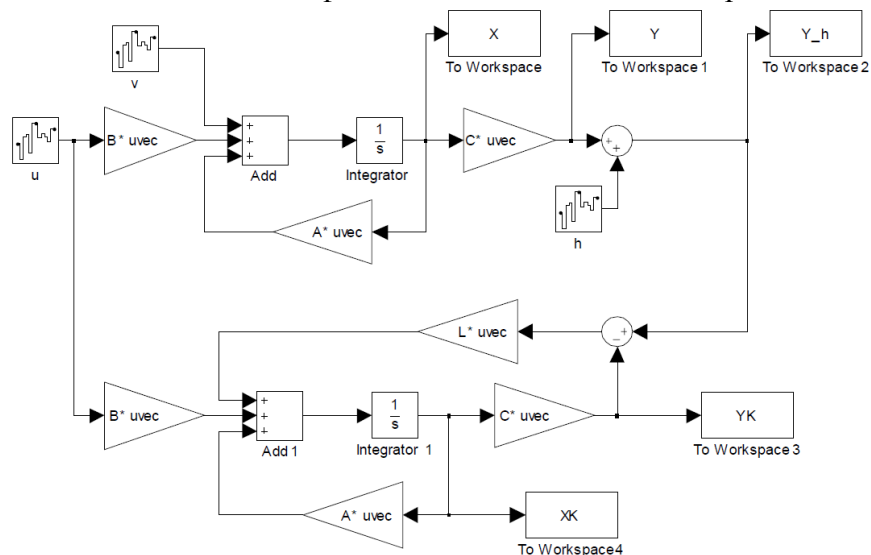 X
To Workspace
Y
To Workspace 1
Y_h
To Workspace 2
v
u
B* uvec
+
+
+
Add
1
s
Integrator
C* uvec
+
+
h
A* uvec
L* uvec
+
−
B* uvec
+
+
+
Add 1
1
s
Integrator 1
C* uvec
YK
To Workspace 3
A* uvec
XK
To Workspace4